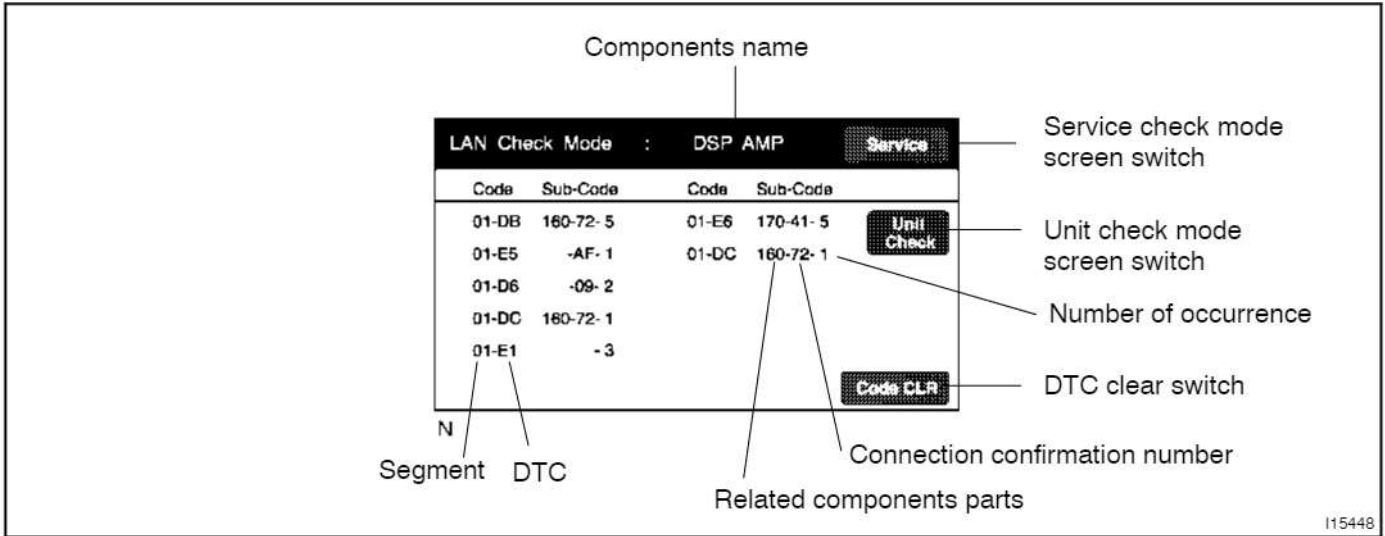 Components name
LAN Check Mode : DSP AMP Service
Service check mode
screen switch
Code Sub-Code Code Sub-Code
01-DB 160-72- 5 01-E6 170-41- 5
Unit
Check
Unit check mode
screen switch
01-E5 -AF- 1 01-DC 160-72- 1
01-D6 -09- 2
Number of occurrence
01-DC 160-72- 1
01-E1 - 3
Code CLR
DTC clear switch
N
Segment DTC
Connection confirmation number
Related components parts
I15448